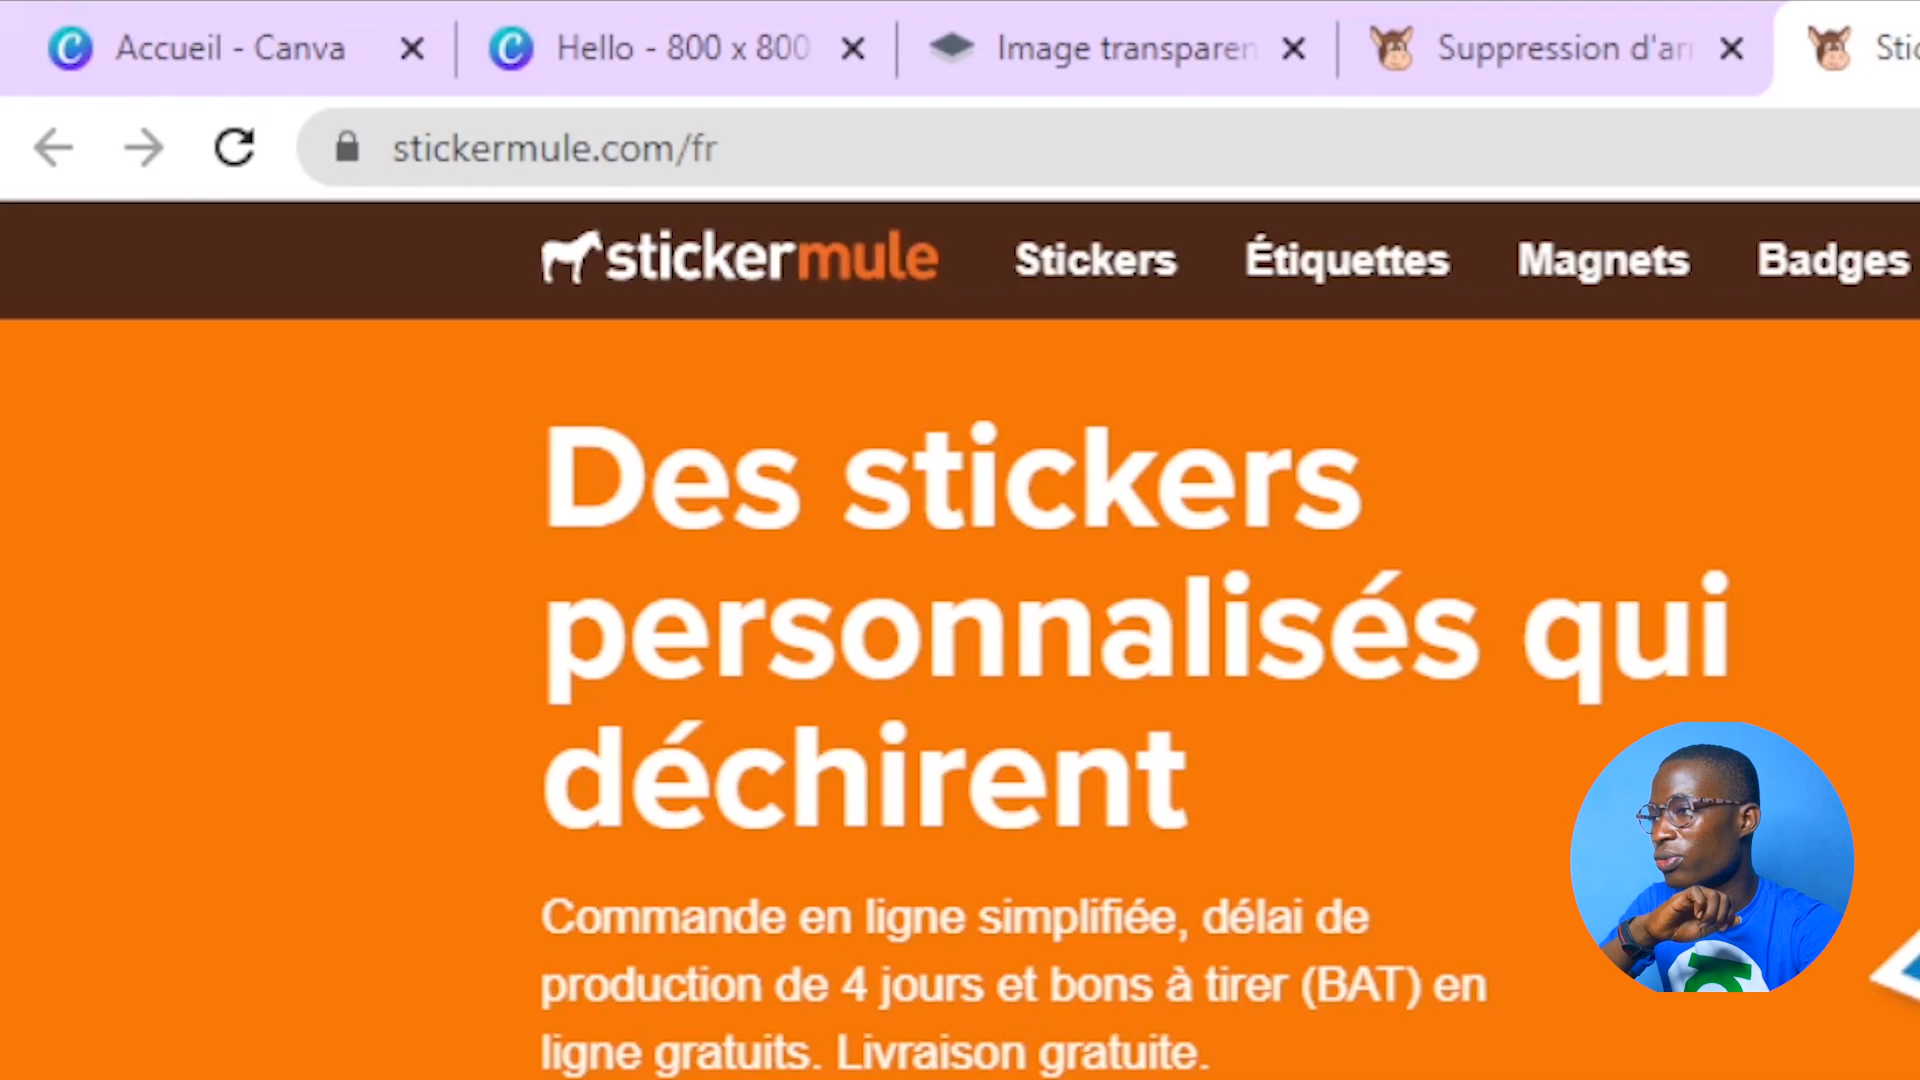 Accueil - Canva
Hello - 800 x 800
Image transparen
Suppression d'arr
Stic
stickermule.com/fr
stickermule
Stickers
Étiquettes
Magnets
Badges
Des stickers
personnalisés qui
déchirent
Commande en ligne simplifiée, délai de
production de 4 jours et bons à tirer (BAT) en
ligne gratuits. Livraison gratuite.